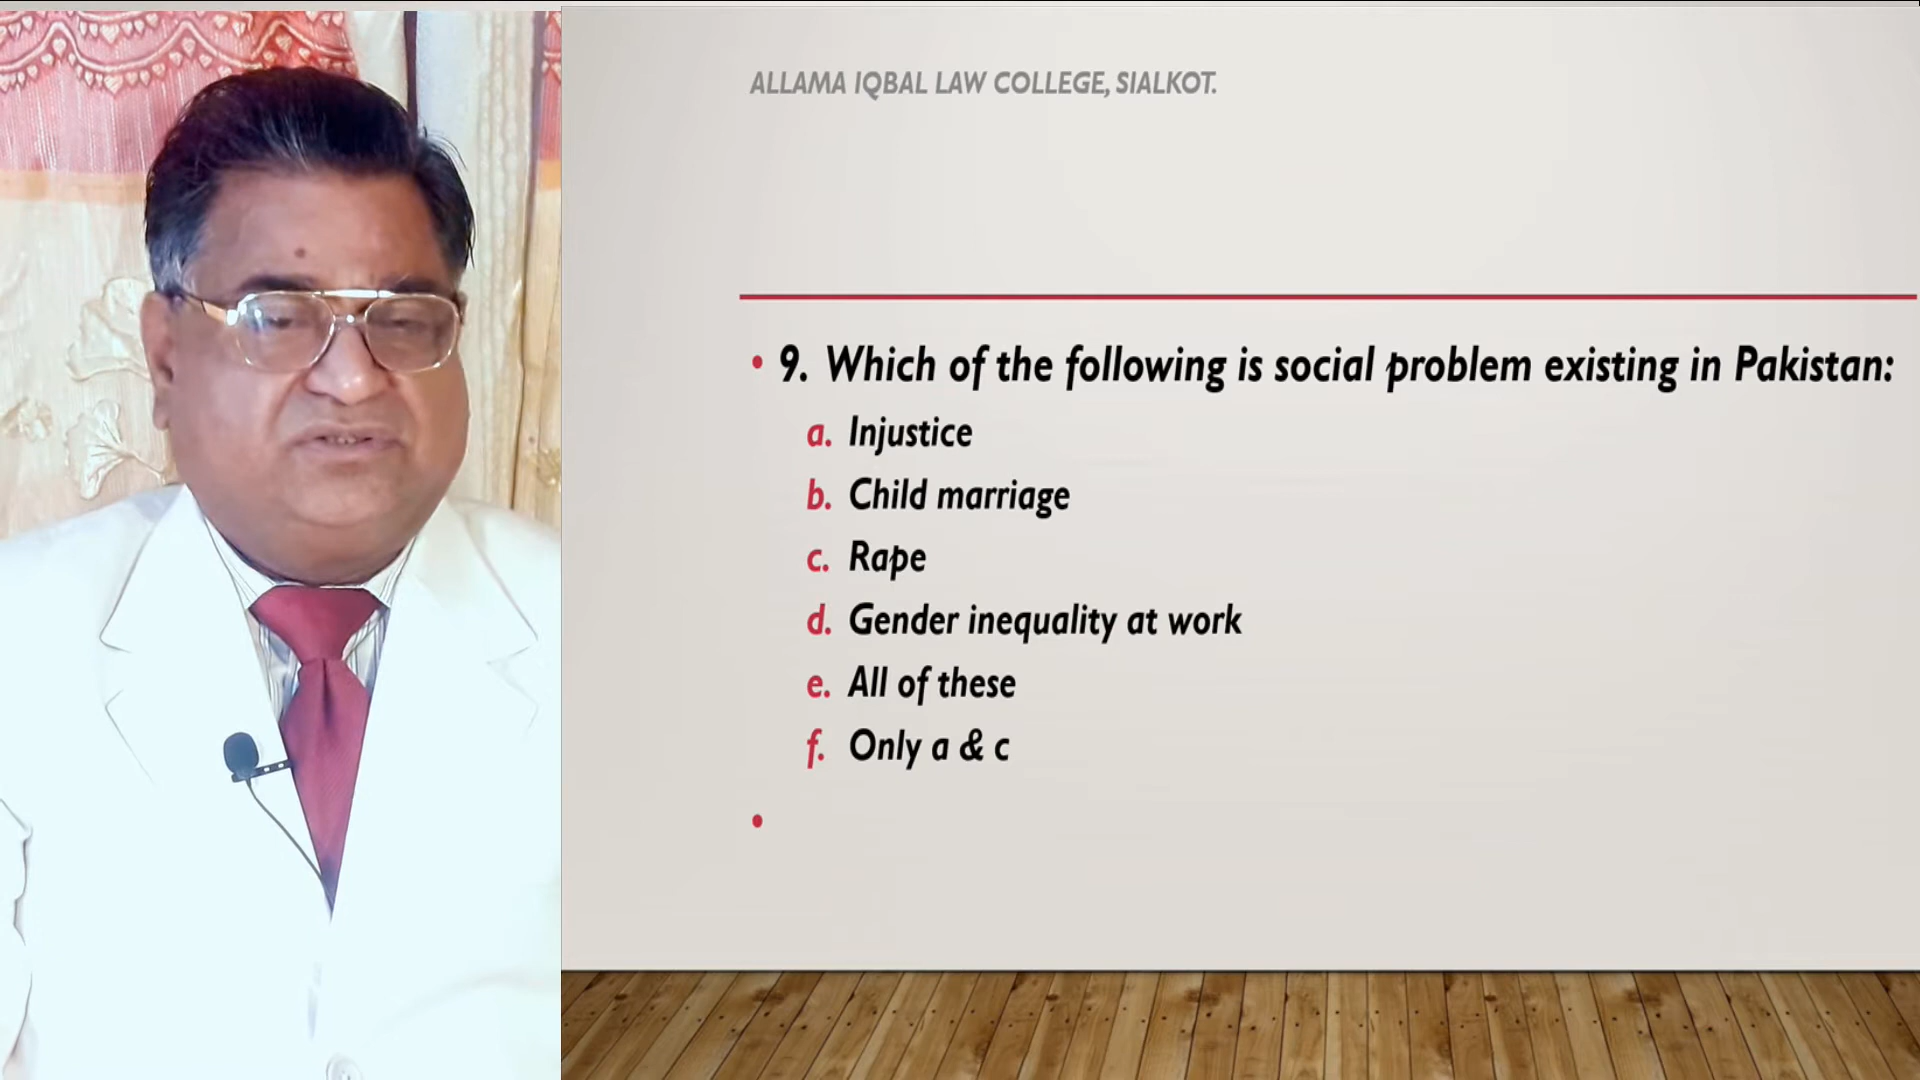 ALLAMA IQBAL LAW COLLEGE, SIALKOT.
• 9. Which of the following is social problem existing in Pakistan:
a. Injustice
b. Child marriage
c. Rape
d. Gender inequality at work
e. All of these
f. Only a & c
•